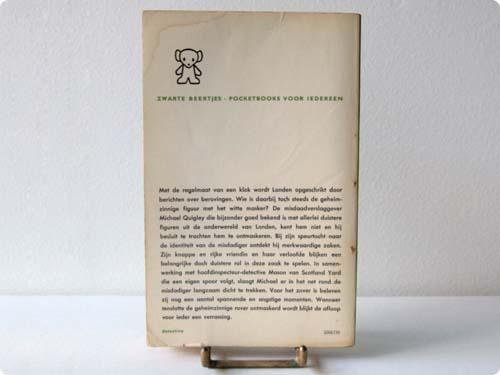 ZWARTE BEERTJES · POCKETBOOKS VOOR IEDEREEN
Met de regelmaat van een klok wordt Londen opgeschrikt door
berichten over berovingen. Wie is daarbij toch steeds de geheim-
zinnige figuur met het witte masker? De misdaadverslaggever
Michael Quigley die bijzonder goed bekend is met allerlei duistere
figuren uit de onderwereld van Londen, kent hem niet en hij
besluit te trachten hem te ontmaskeren. Bij zijn speurtocht naar
de identiteit van de misdadiger ontdekt hij merkwaardige zaken.
Zijn knappe en rijke vriendin en haar verloofde blijken een
belangrijke doch duistere rol in deze zaak te spelen. In samen-
werking met hoofdinspecteur-detective Mason van Scotland Yard
die een eigen spoor volgt, slaagt Michael er in het net rond de
misdadiger langzaam dicht te trekken. Voor het zover is beleven
zij nog een aantal spannende en angstige momenten. Wanneer
tenslotte de geheimzinnige rover ontmaskerd wordt blijkt de afloop
voor ieder een verrassing.
detective